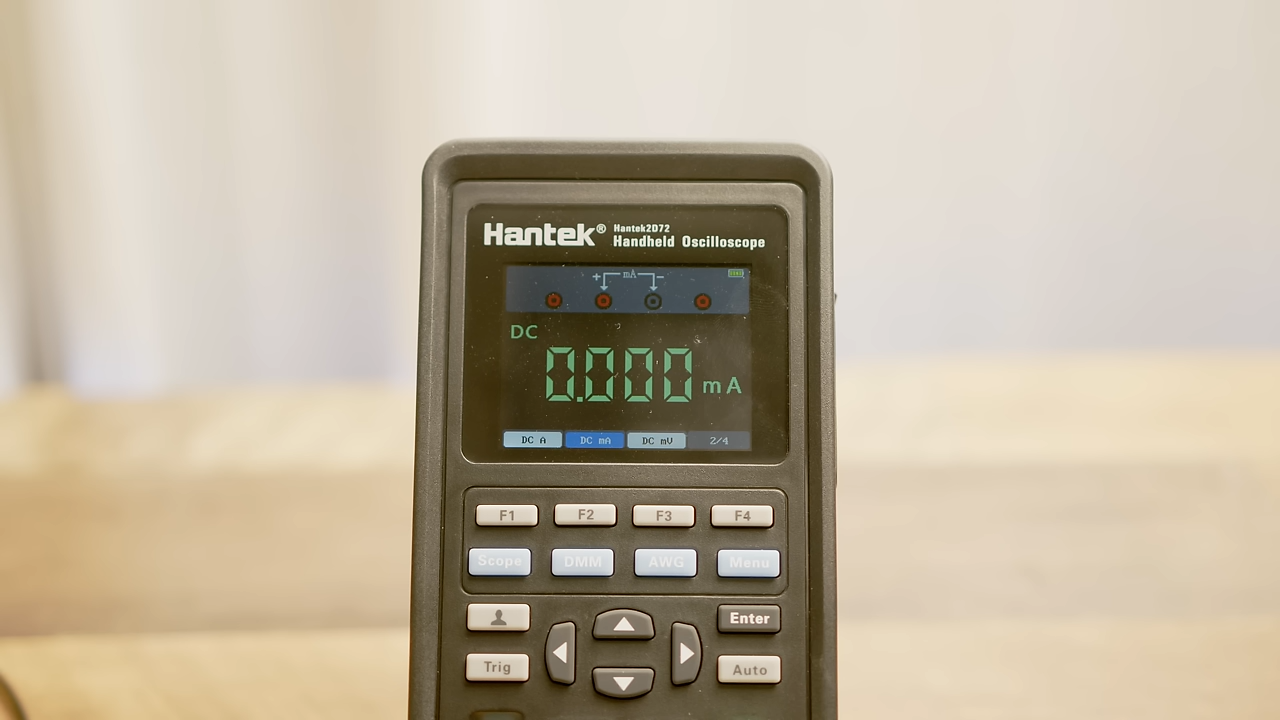 Hantek® Hantek2D72
Handheld Oscilloscope
+ mA −
DC
0.000 mA
DC A DC mA DC mV 2/4
F1 F2 F3 F4
Scope DMM AWG Menu
Enter
Trig Auto